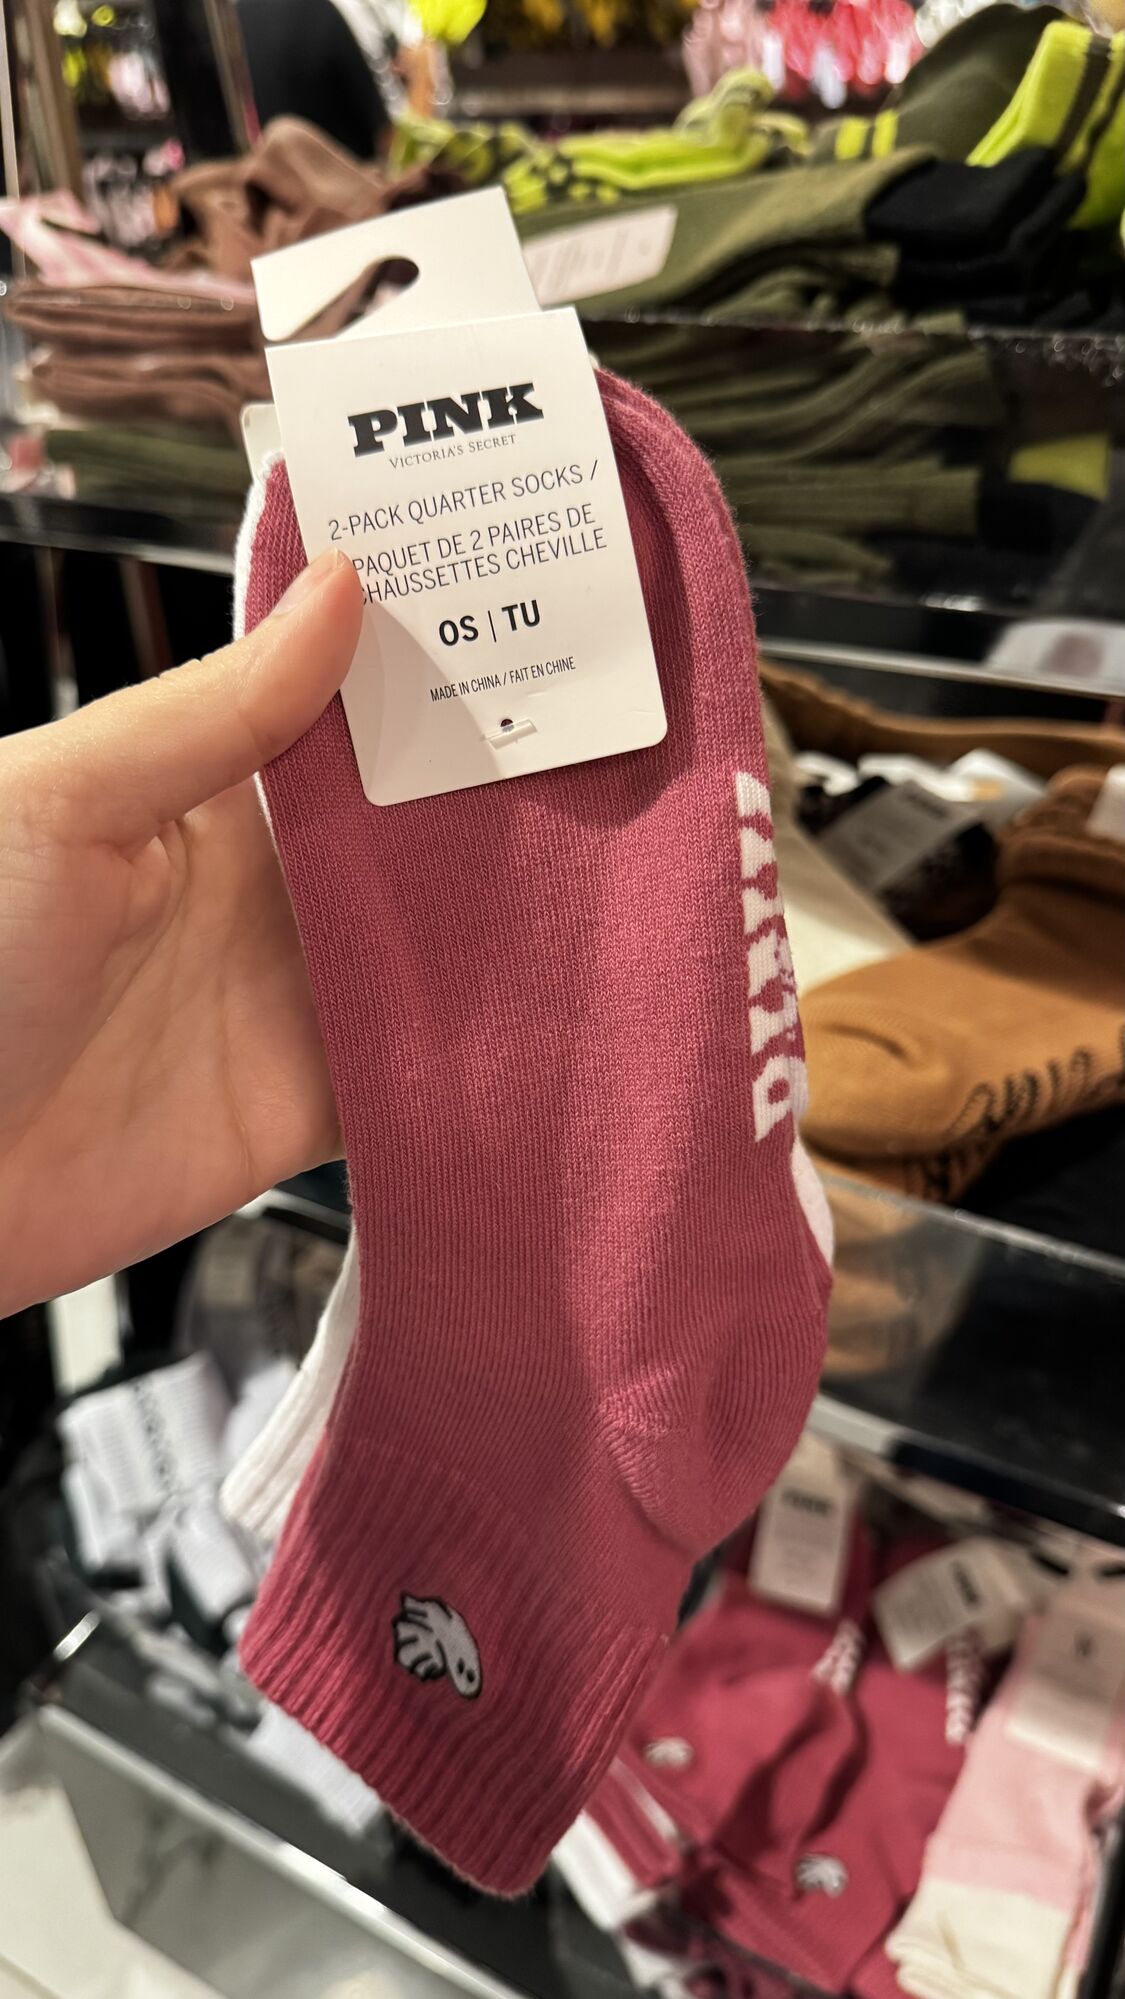 PINK
VICTORIA'S SECRET
2-PACK QUARTER SOCKS /
PAQUET DE 2 PAIRES DE
CHAUSSETTES CHEVILLE
OS | TU
MADE IN CHINA / FAIT EN CHINE
PINK